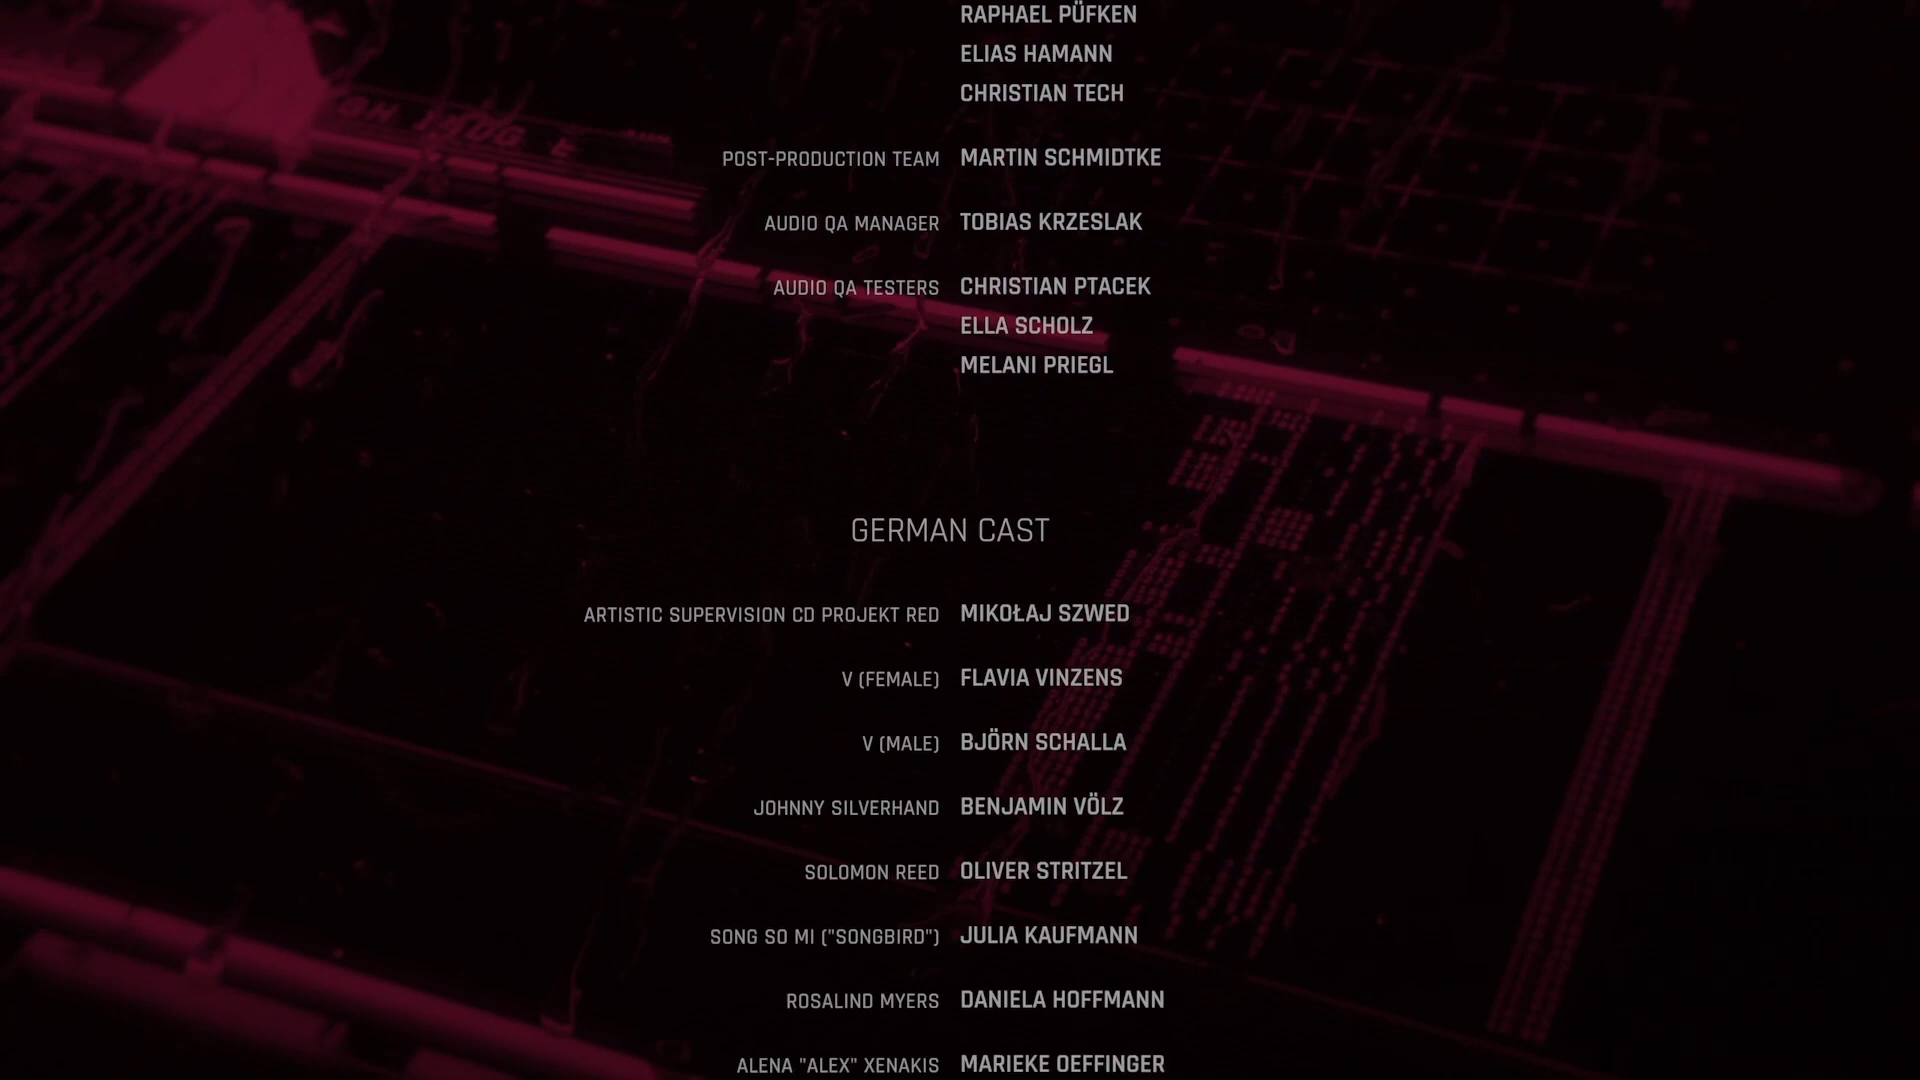 RAPHAEL PÜFKEN
ELIAS HAMANN
CHRISTIAN TECH
POST-PRODUCTION TEAM MARTIN SCHMIDTKE
AUDIO QA MANAGER TOBIAS KRZESLAK
AUDIO QA TESTERS CHRISTIAN PTACEK
ELLA SCHOLZ
MELANI PRIEGL
GERMAN CAST
ARTISTIC SUPERVISION CD PROJEKT RED MIKOŁAJ SZWED
V (FEMALE) FLAVIA VINZENS
V (MALE) BJÖRN SCHALLA
JOHNNY SILVERHAND BENJAMIN VÖLZ
SOLOMON REED OLIVER STRITZEL
SONG SO MI ("SONGBIRD") JULIA KAUFMANN
ROSALIND MYERS DANIELA HOFFMANN
ALENA "ALEX" XENAKIS MARIEKE OEFFINGER